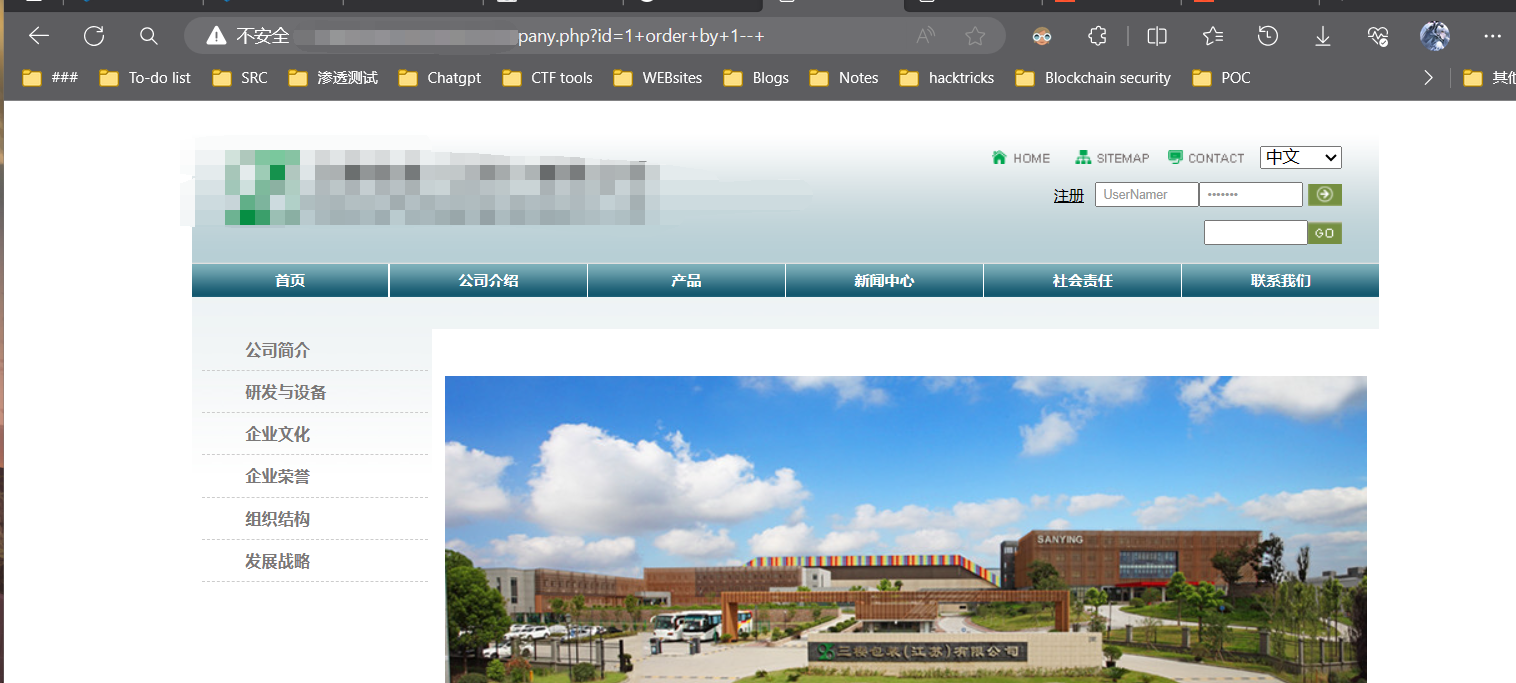 不安全 pany.php?id=1+order+by+1--+
### To-do list SRC 渗透测试 Chatgpt CTF tools WEBsites Blogs Notes hacktricks Blockchain security POC 其他
HOME SITEMAP CONTACT 中文
注册 UserNamer •••••••
GO
首页 公司介绍 产品 新闻中心 社会责任 联系我们
公司简介
研发与设备
企业文化
企业荣誉
组织结构
发展战略
SANYING
三樱包装(江苏)有限公司